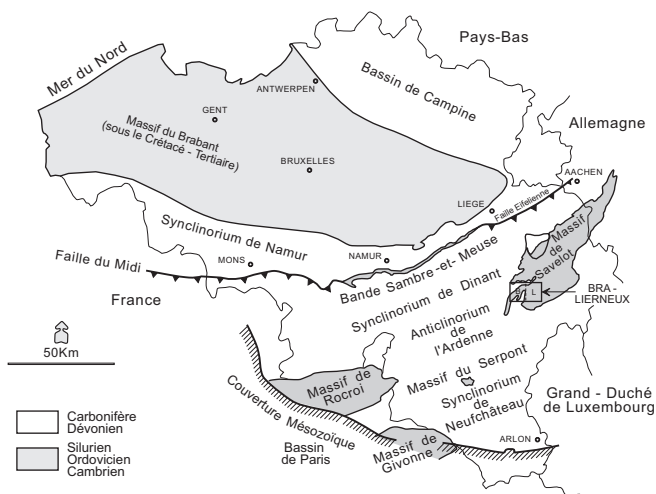 Pays-Bas
Mer du Nord
Bassin de Campine
ANTWERPEN
GENT
Massif du Brabant
(sous le Crétacé - Tertiaire)
Allemagne
BRUXELLES
AACHEN
LIEGE
Faille Eifelienne
Massif
de
Savelot
Synclinorium de Namur
Faille du Midi
MONS
NAMUR
Bande Sambre-et- Meuse
France
Synclinorium de Dinant
L
BRA -
LIERNEUX
Anticlinorium
de
l'Ardenne
50Km
Massif de
Rocroi
Massif du Serpont
Synclinorium
de
Neufchâteau
Grand - Duché
de Luxembourg
Couverture Mésozoïque
Bassin
de Paris
Massif de
Givonne
ARLON
Carbonifère
Dévonien
Silurien
Ordovicien
Cambrien